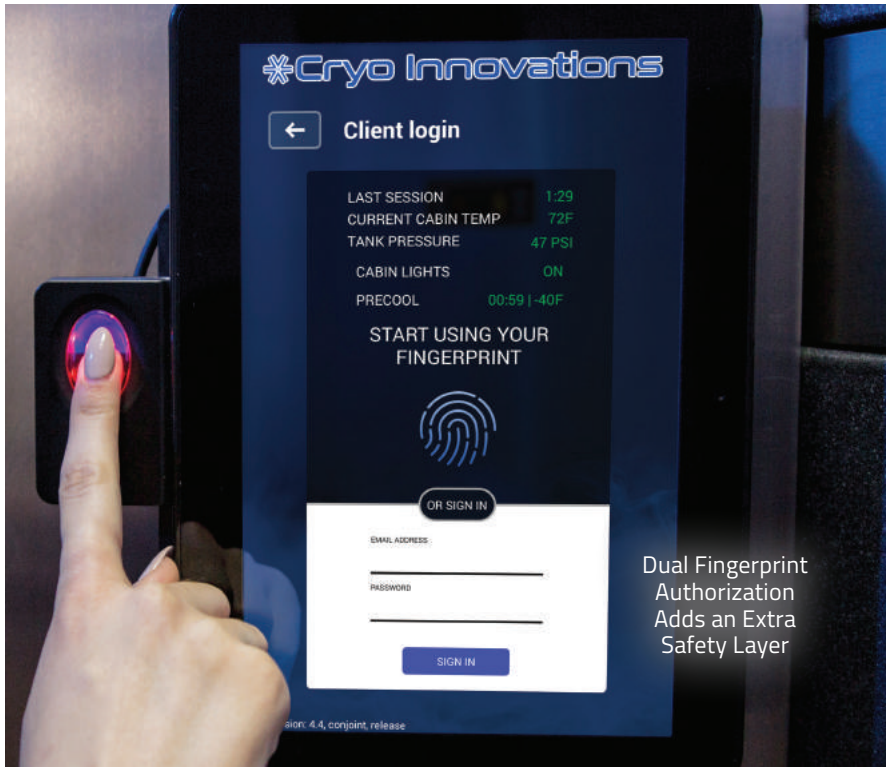 Cryo Innovations
Client login
LAST SESSION 1:29
CURRENT CABIN TEMP 72F
TANK PRESSURE 47 PSI
CABIN LIGHTS ON
PRECOOL 00:59 | -40F
START USING YOUR
FINGERPRINT
OR SIGN IN
EMAIL ADDRESS
PASSWORD
SIGN IN
Dual Fingerprint
Authorization
Adds an Extra
Safety Layer
sion: 4.4, conjoint, release